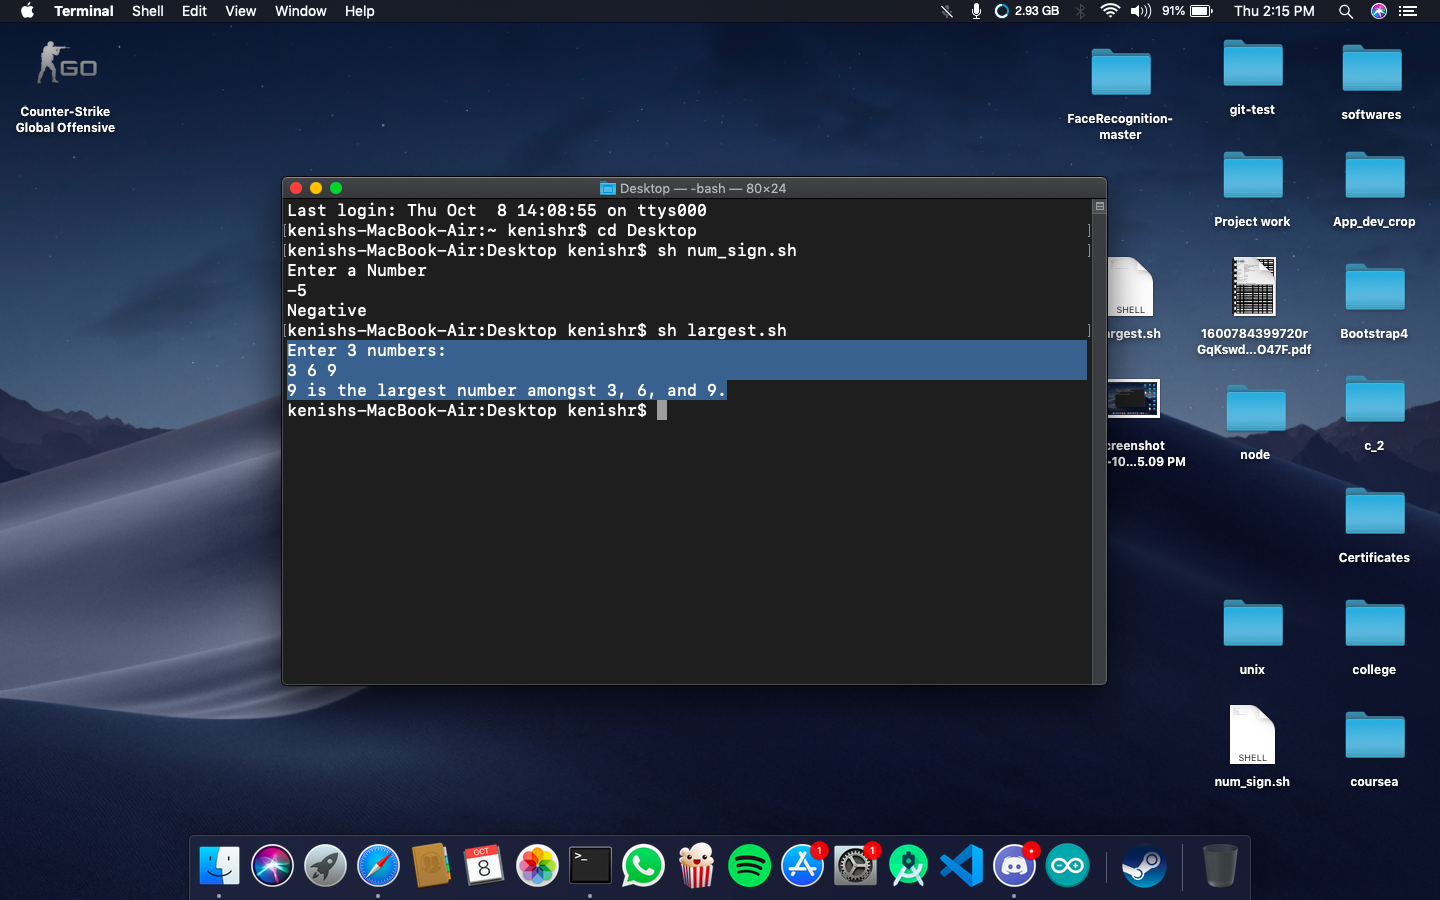 Terminal Shell Edit View Window Help 2.93 GB 91% Thu 2:15 PM
GO
Counter-Strike
Global Offensive
FaceRecognition-
master
git-test
softwares
Project work
App_dev_crop
Desktop — -bash — 80×24
Last login: Thu Oct  8 14:08:55 on ttys000
[kenishs-MacBook-Air:~ kenishr$ cd Desktop ]
[kenishs-MacBook-Air:Desktop kenishr$ sh num_sign.sh ]
Enter a Number
-5
Negative
[kenishs-MacBook-Air:Desktop kenishr$ sh largest.sh ]
Enter 3 numbers:
3 6 9
9 is the largest number amongst 3, 6, and 9.
kenishs-MacBook-Air:Desktop kenishr$
SHELL
rgest.sh
1600784399720r
GqKswd...O47F.pdf
Bootstrap4
creenshot
-10...5.09 PM
node
c_2
Certificates
unix
college
SHELL
num_sign.sh
coursea
OCT
8
>_
1
1